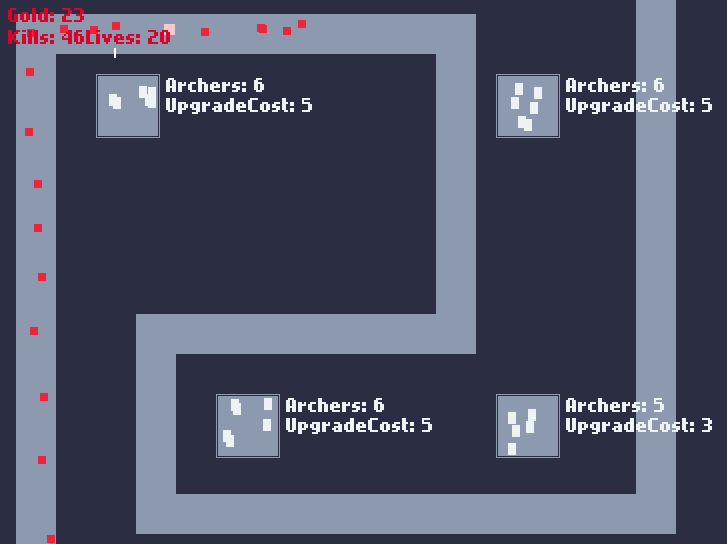 Gold: 23
Kills: 46Lives: 20
Archers: 6
UpgradeCost: 5
Archers: 6
UpgradeCost: 5
Archers: 6
UpgradeCost: 5
Archers: 5
UpgradeCost: 3